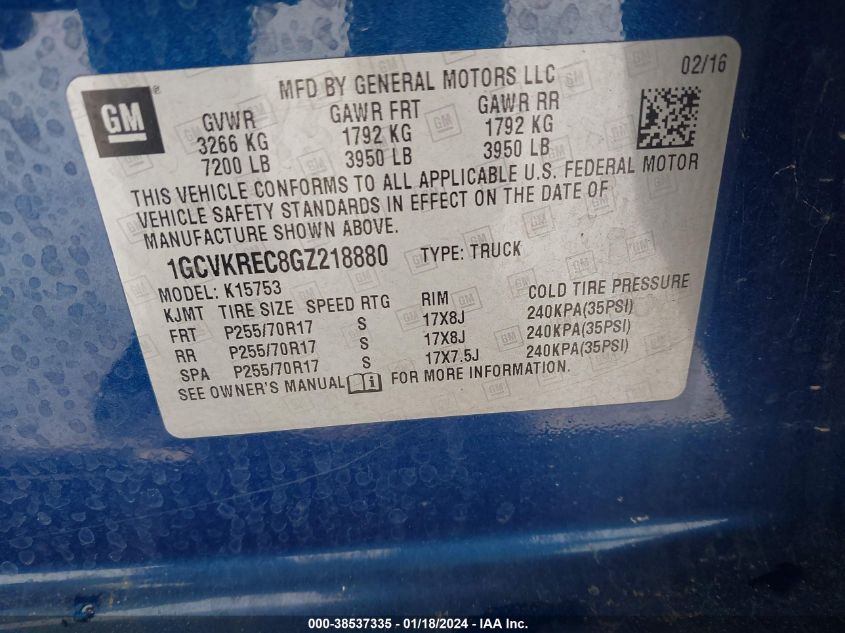 GM
MFD BY GENERAL MOTORS LLC
02/16
GVWR GAWR FRT GAWR RR
3266 KG 1792 KG 1792 KG
7200 LB 3950 LB 3950 LB
THIS VEHICLE CONFORMS TO ALL APPLICABLE U.S. FEDERAL MOTOR
VEHICLE SAFETY STANDARDS IN EFFECT ON THE DATE OF
MANUFACTURE SHOWN ABOVE.
1GCVKREC8GZ218880 TYPE: TRUCK
MODEL: K15753
KJMT TIRE SIZE SPEED RTG RIM COLD TIRE PRESSURE
FRT P255/70R17 S 17X8J 240KPA(35PSI)
RR P255/70R17 S 17X8J 240KPA(35PSI)
SPA P255/70R17 S 17X7.5J 240KPA(35PSI)
SEE OWNER'S MANUAL FOR MORE INFORMATION.
000-38537335 - 01/18/2024 - IAA Inc.